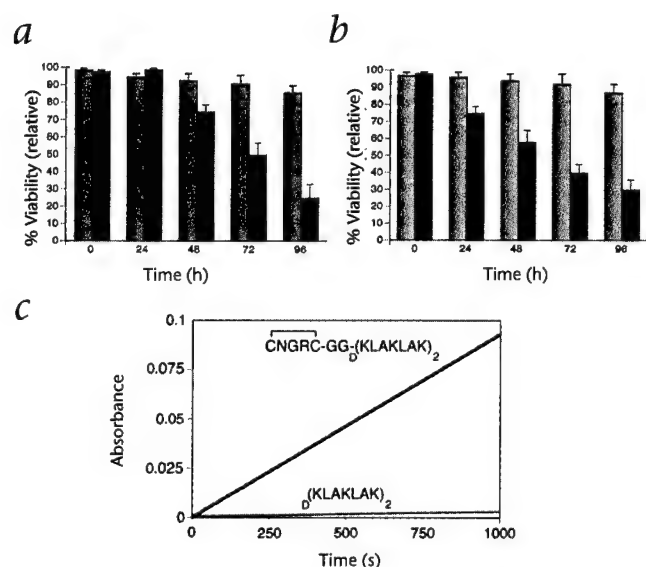 a
% Viability (relative)
100
90
80
70
60
50
40
30
20
10
0
0 24 48 72 96
Time (h)
b
% Viability (relative)
100
90
80
70
60
50
40
30
20
10
0
0 24 48 72 96
Time (h)
c
Absorbance
0.1
0.075
0.05
0.025
0
CNGRC-GG-D(KLAKLAK)2
D(KLAKLAK)2
0 250 500 750 1000
Time (s)